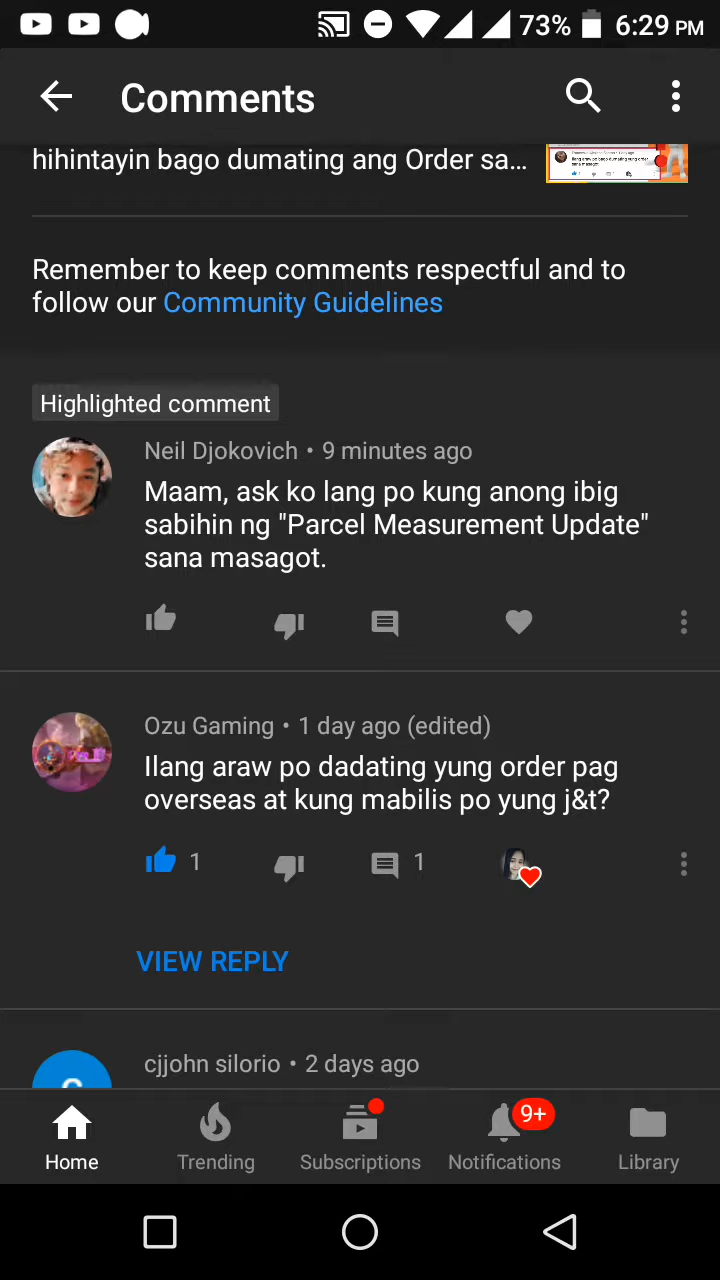 73% 6:29 PM
Comments
hihintayin bago dumating ang Order sa...
Remember to keep comments respectful and to
follow our Community Guidelines
Highlighted comment
Neil Djokovich • 9 minutes ago
Maam, ask ko lang po kung anong ibig
sabihin ng "Parcel Measurement Update"
sana masagot.
Ozu Gaming • 1 day ago (edited)
Ilang araw po dadating yung order pag
overseas at kung mabilis po yung j&t?
1 1
VIEW REPLY
cjjohn silorio • 2 days ago
9+
Home Trending Subscriptions Notifications Library